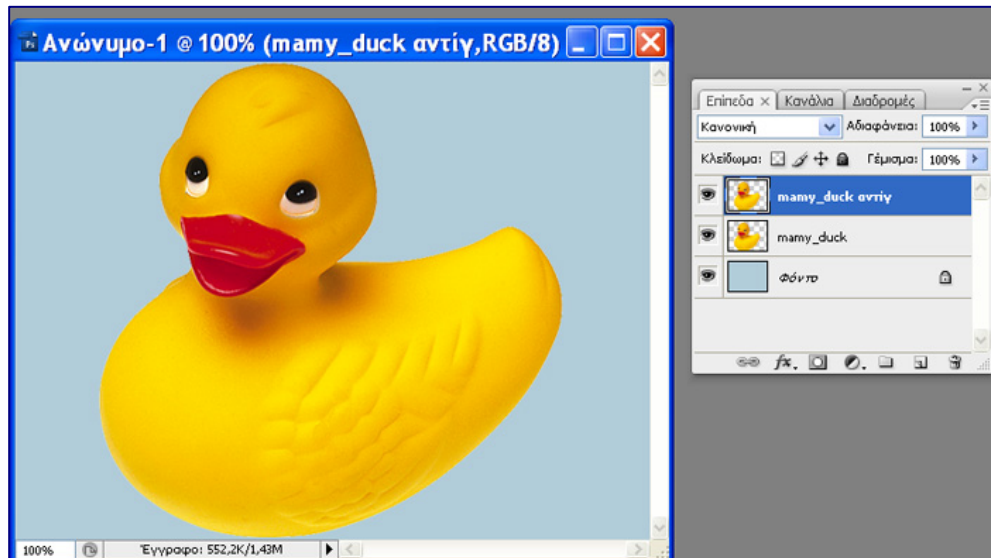 Ανώνυμο-1 @ 100% (mamy_duck αντίγ,RGB/8)
Επίπεδα × Κανάλια Διαδρομές
Κανονική Αδιαφάνεια: 100%
Κλείδωμα: Γέμισμα: 100%
mamy_duck αντίγ
mamy_duck
Φόντο
fx.
100% Έγγραφο: 552,2K/1,43M